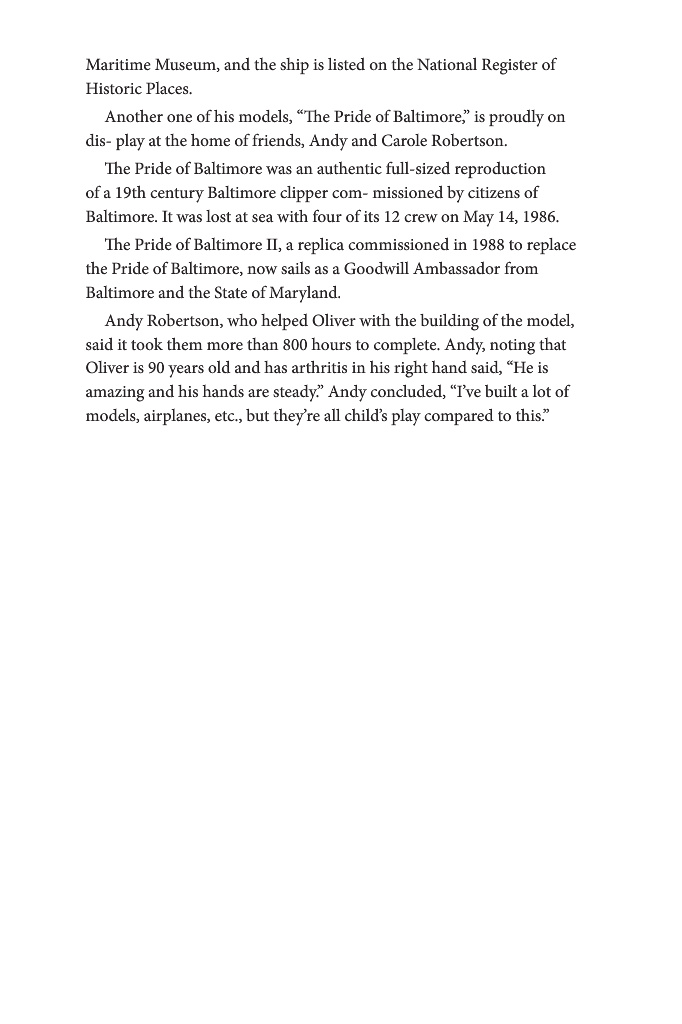 Maritime Museum, and the ship is listed on the National Register of
Historic Places.
Another one of his models, “The Pride of Baltimore,” is proudly on
dis- play at the home of friends, Andy and Carole Robertson.
The Pride of Baltimore was an authentic full-sized reproduction
of a 19th century Baltimore clipper com- missioned by citizens of
Baltimore. It was lost at sea with four of its 12 crew on May 14, 1986.
The Pride of Baltimore II, a replica commissioned in 1988 to replace
the Pride of Baltimore, now sails as a Goodwill Ambassador from
Baltimore and the State of Maryland.
Andy Robertson, who helped Oliver with the building of the model,
said it took them more than 800 hours to complete. Andy, noting that
Oliver is 90 years old and has arthritis in his right hand said, “He is
amazing and his hands are steady.” Andy concluded, “I’ve built a lot of
models, airplanes, etc., but they’re all child’s play compared to this.”